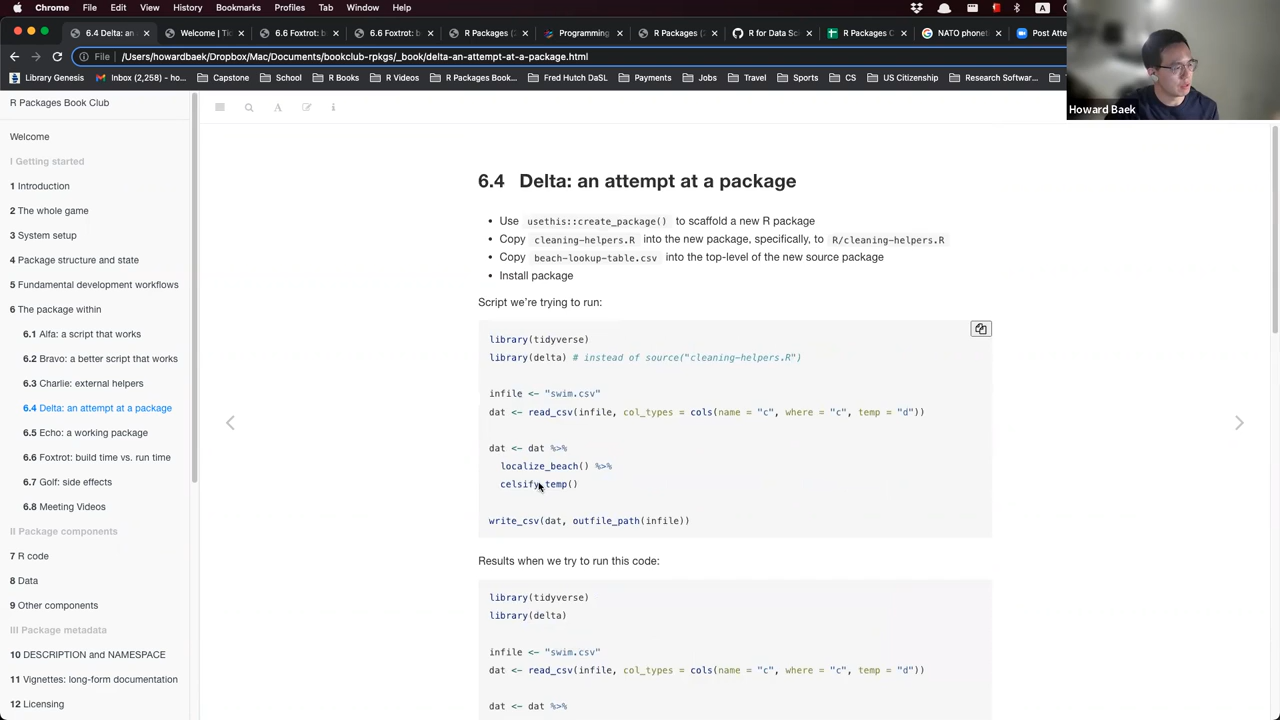 Chrome File Edit View History Bookmarks Profiles Tab Window Help
6.4 Delta: an Welcome | Ti 6.6 Foxtrot: b 6.6 Foxtrot: b R Packages (2 Programming R Packages (2 R for Data Sc R Packages C NATO phonet Post Atte
File /Users/howardbaek/Dropbox/Mac/Documents/bookclub-rpkgs/_book/delta-an-attempt-at-a-package.html
Library Genesis Inbox (2,258) - ho... Capstone School R Videos R Packages Book... Fred Hutch DaSL Payments Jobs Travel Sports CS US Citizenship Research Softwar...
Howard Baek
R Packages Book Club
Welcome
I Getting started
1 Introduction
2 The whole game
3 System setup
4 Package structure and state
5 Fundamental development workflows
6 The package within
6.1 Alfa: a script that works
6.2 Bravo: a better script that works
6.3 Charlie: external helpers
6.4 Delta: an attempt at a package
6.5 Echo: a working package
6.6 Foxtrot: build time vs. run time
6.7 Golf: side effects
6.8 Meeting Videos
II Package components
7 R code
8 Data
9 Other components
III Package metadata
10 DESCRIPTION and NAMESPACE
11 Vignettes: long-form documentation
12 Licensing
6.4 Delta: an attempt at a package
• Use usethis::create_package() to scaffold a new R package
• Copy cleaning-helpers.R into the new package, specifically, to R/cleaning-helpers.R
• Copy beach-lookup-table.csv into the top-level of the new source package
• Install package
Script we're trying to run:
library(tidyverse)
library(delta) # instead of source("cleaning-helpers.R")
infile <- "swim.csv"
dat <- read_csv(infile, col_types = cols(name = "c", where = "c", temp = "d"))
dat <- dat %>%
localize_beach() %>%
celsify_temp()
write_csv(dat, outfile_path(infile))
Results when we try to run this code:
library(tidyverse)
library(delta)
infile <- "swim.csv"
dat <- read_csv(infile, col_types = cols(name = "c", where = "c", temp = "d"))
dat <- dat %>%